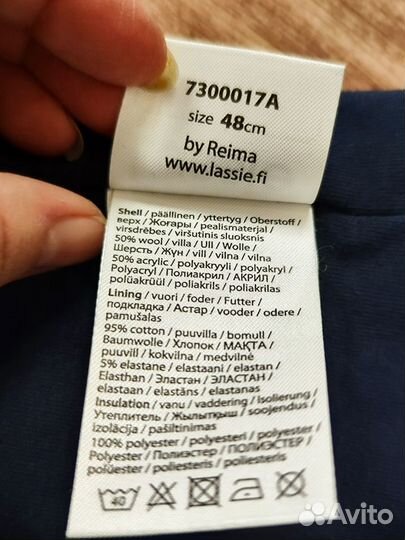 7300017A
size 48cm
by Reima
www.lassie.fi
Shell / päällinen / yttertyg / Oberstoff /
верх / Жоғары / pealismaterjal /
virsdrēbes / viršutinis sluoksnis
50% wool / villa / Ull / Wolle /
Шерсть / Жүн / vill / vilna / vilna
50% acrylic / polyakryyli / polyakryl /
Polyacryl / Полиакрил / АКРИЛ /
polüakrüül / poliakrils / poliakrilas
Lining / vuori / foder / Futter /
подкладка / Астар / vooder / odere /
pamušalas
95% cotton / puuvilla / bomull /
Baumwolle / Хлопок / МАҚТА /
puuvill / kokvilna / medvilnė
5% elastane / elastaani / elastan /
Elasthan / Эластан / ЭЛАСТАН /
elastaan / elastāns / elastanas
Insulation / vanu / vaddering / Isolierung /
Утеплитель / Жылытқыш / soojendus /
izolācija / pašiltinimas
100% polyester / polyesteri / polyester /
Polyester / Полиэстер / ПОЛИЭСТЕР /
polüester / poliesteris / poliesteris
40
Avito